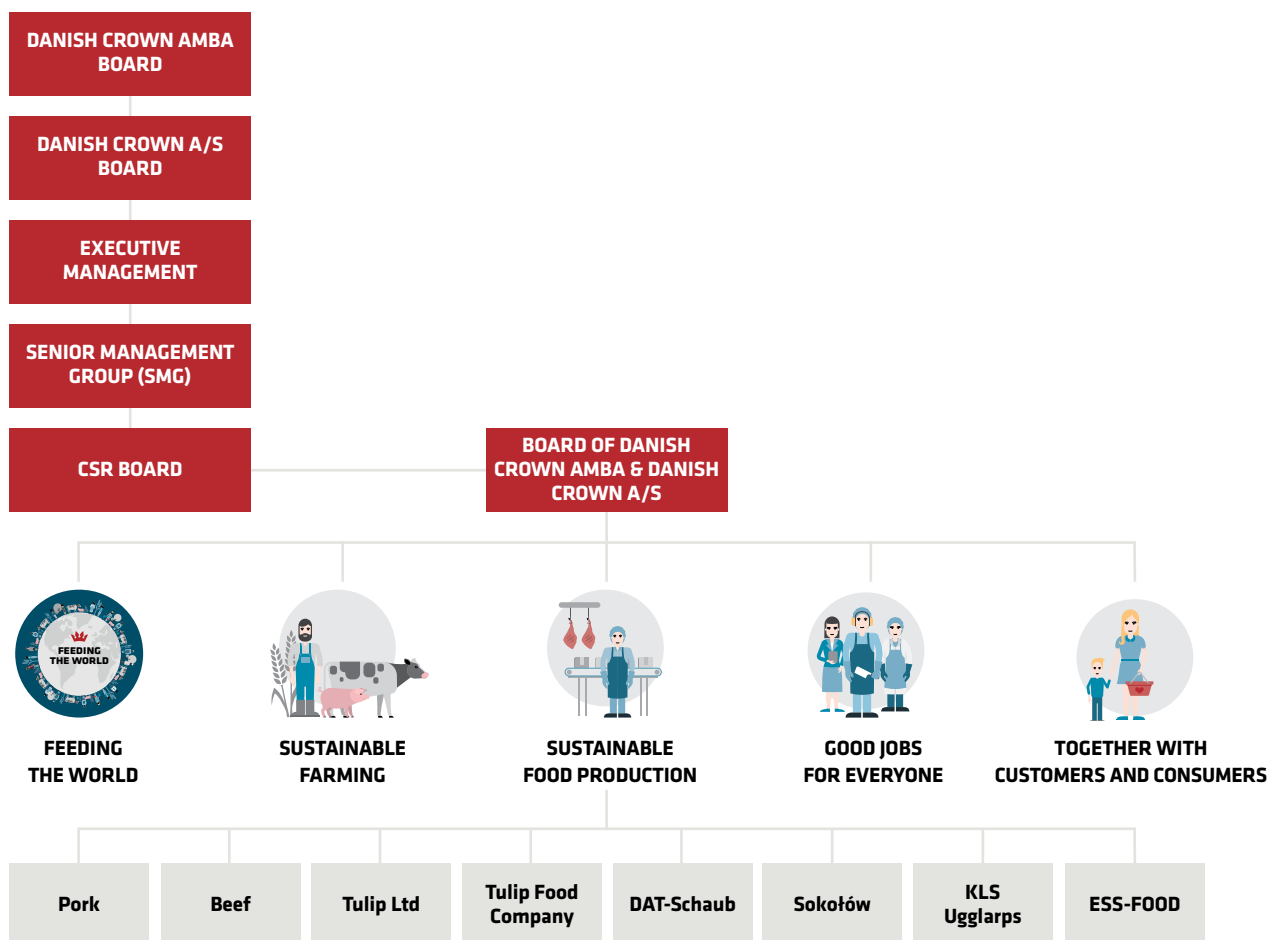 DANISH CROWN AMBA
BOARD
DANISH CROWN A/S
BOARD
EXECUTIVE
MANAGEMENT
SENIOR MANAGEMENT
GROUP (SMG)
CSR BOARD
BOARD OF DANISH
CROWN AMBA & DANISH
CROWN A/S
FEEDING
THE WORLD
FEEDING
THE WORLD
SUSTAINABLE
FARMING
SUSTAINABLE
FOOD PRODUCTION
GOOD JOBS
FOR EVERYONE
TOGETHER WITH
CUSTOMERS AND CONSUMERS
Pork
Beef
Tulip Ltd
Tulip Food
Company
DAT-Schaub
Sokołów
KLS
Ugglarps
ESS-FOOD